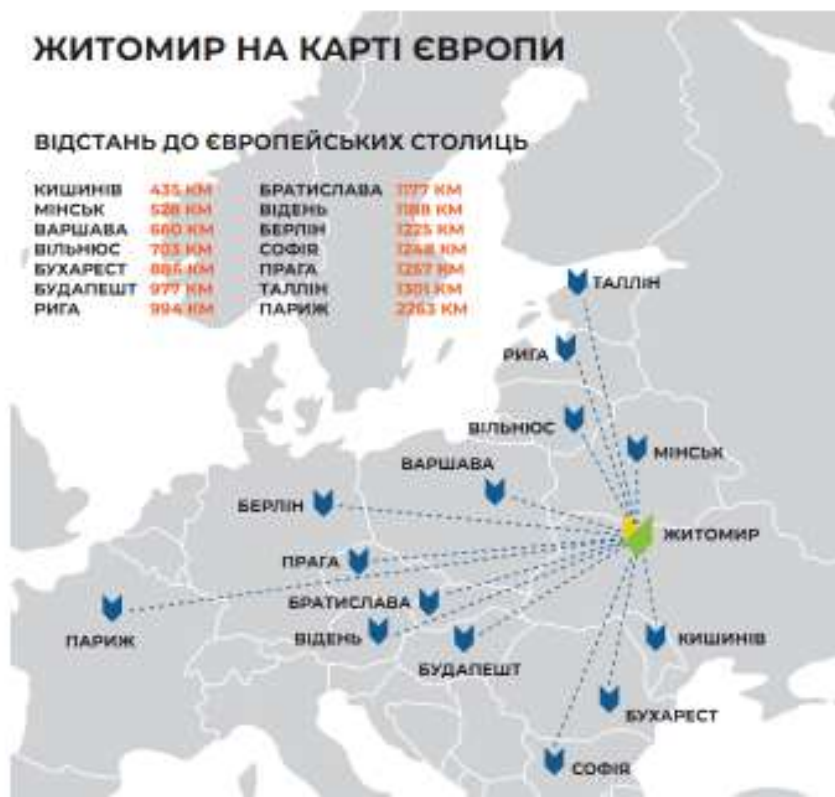 ЖИТОМИР НА КАРТІ ЄВРОПИ
ВІДСТАНЬ ДО ЄВРОПЕЙСЬКИХ СТОЛИЦЬ
КИШИНІВ 435 КМ
МІНСЬК 528 КМ
ВАРШАВА 660 КМ
ВІЛЬНЮС 703 КМ
БУХАРЕСТ 885 КМ
БУДАПЕШТ 977 КМ
РИГА 994 КМ
БРАТИСЛАВА 1177 КМ
ВІДЕНЬ 1188 КМ
БЕРЛІН 1225 КМ
СОФІЯ 1248 КМ
ПРАГА 1257 КМ
ТАЛЛІН 1301 КМ
ПАРИЖ 2263 КМ
ТАЛЛІН
РИГА
ВІЛЬНЮС
МІНСЬК
ВАРШАВА
БЕРЛІН
ЖИТОМИР
ПРАГА
БРАТИСЛАВА
ПАРИЖ
ВІДЕНЬ
КИШИНІВ
БУДАПЕШТ
БУХАРЕСТ
СОФІЯ